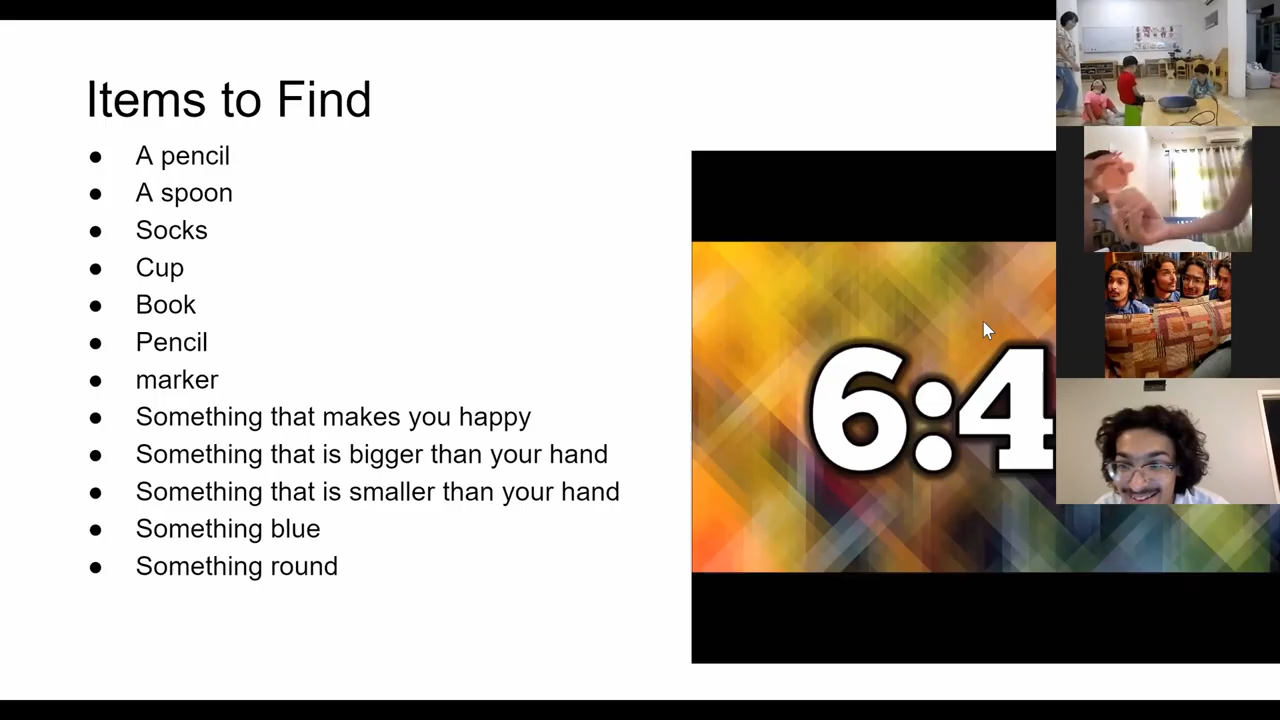 Items to Find
● A pencil
● A spoon
● Socks
● Cup
● Book
● Pencil
● marker
● Something that makes you happy
● Something that is bigger than your hand
● Something that is smaller than your hand
● Something blue
● Something round
6:4